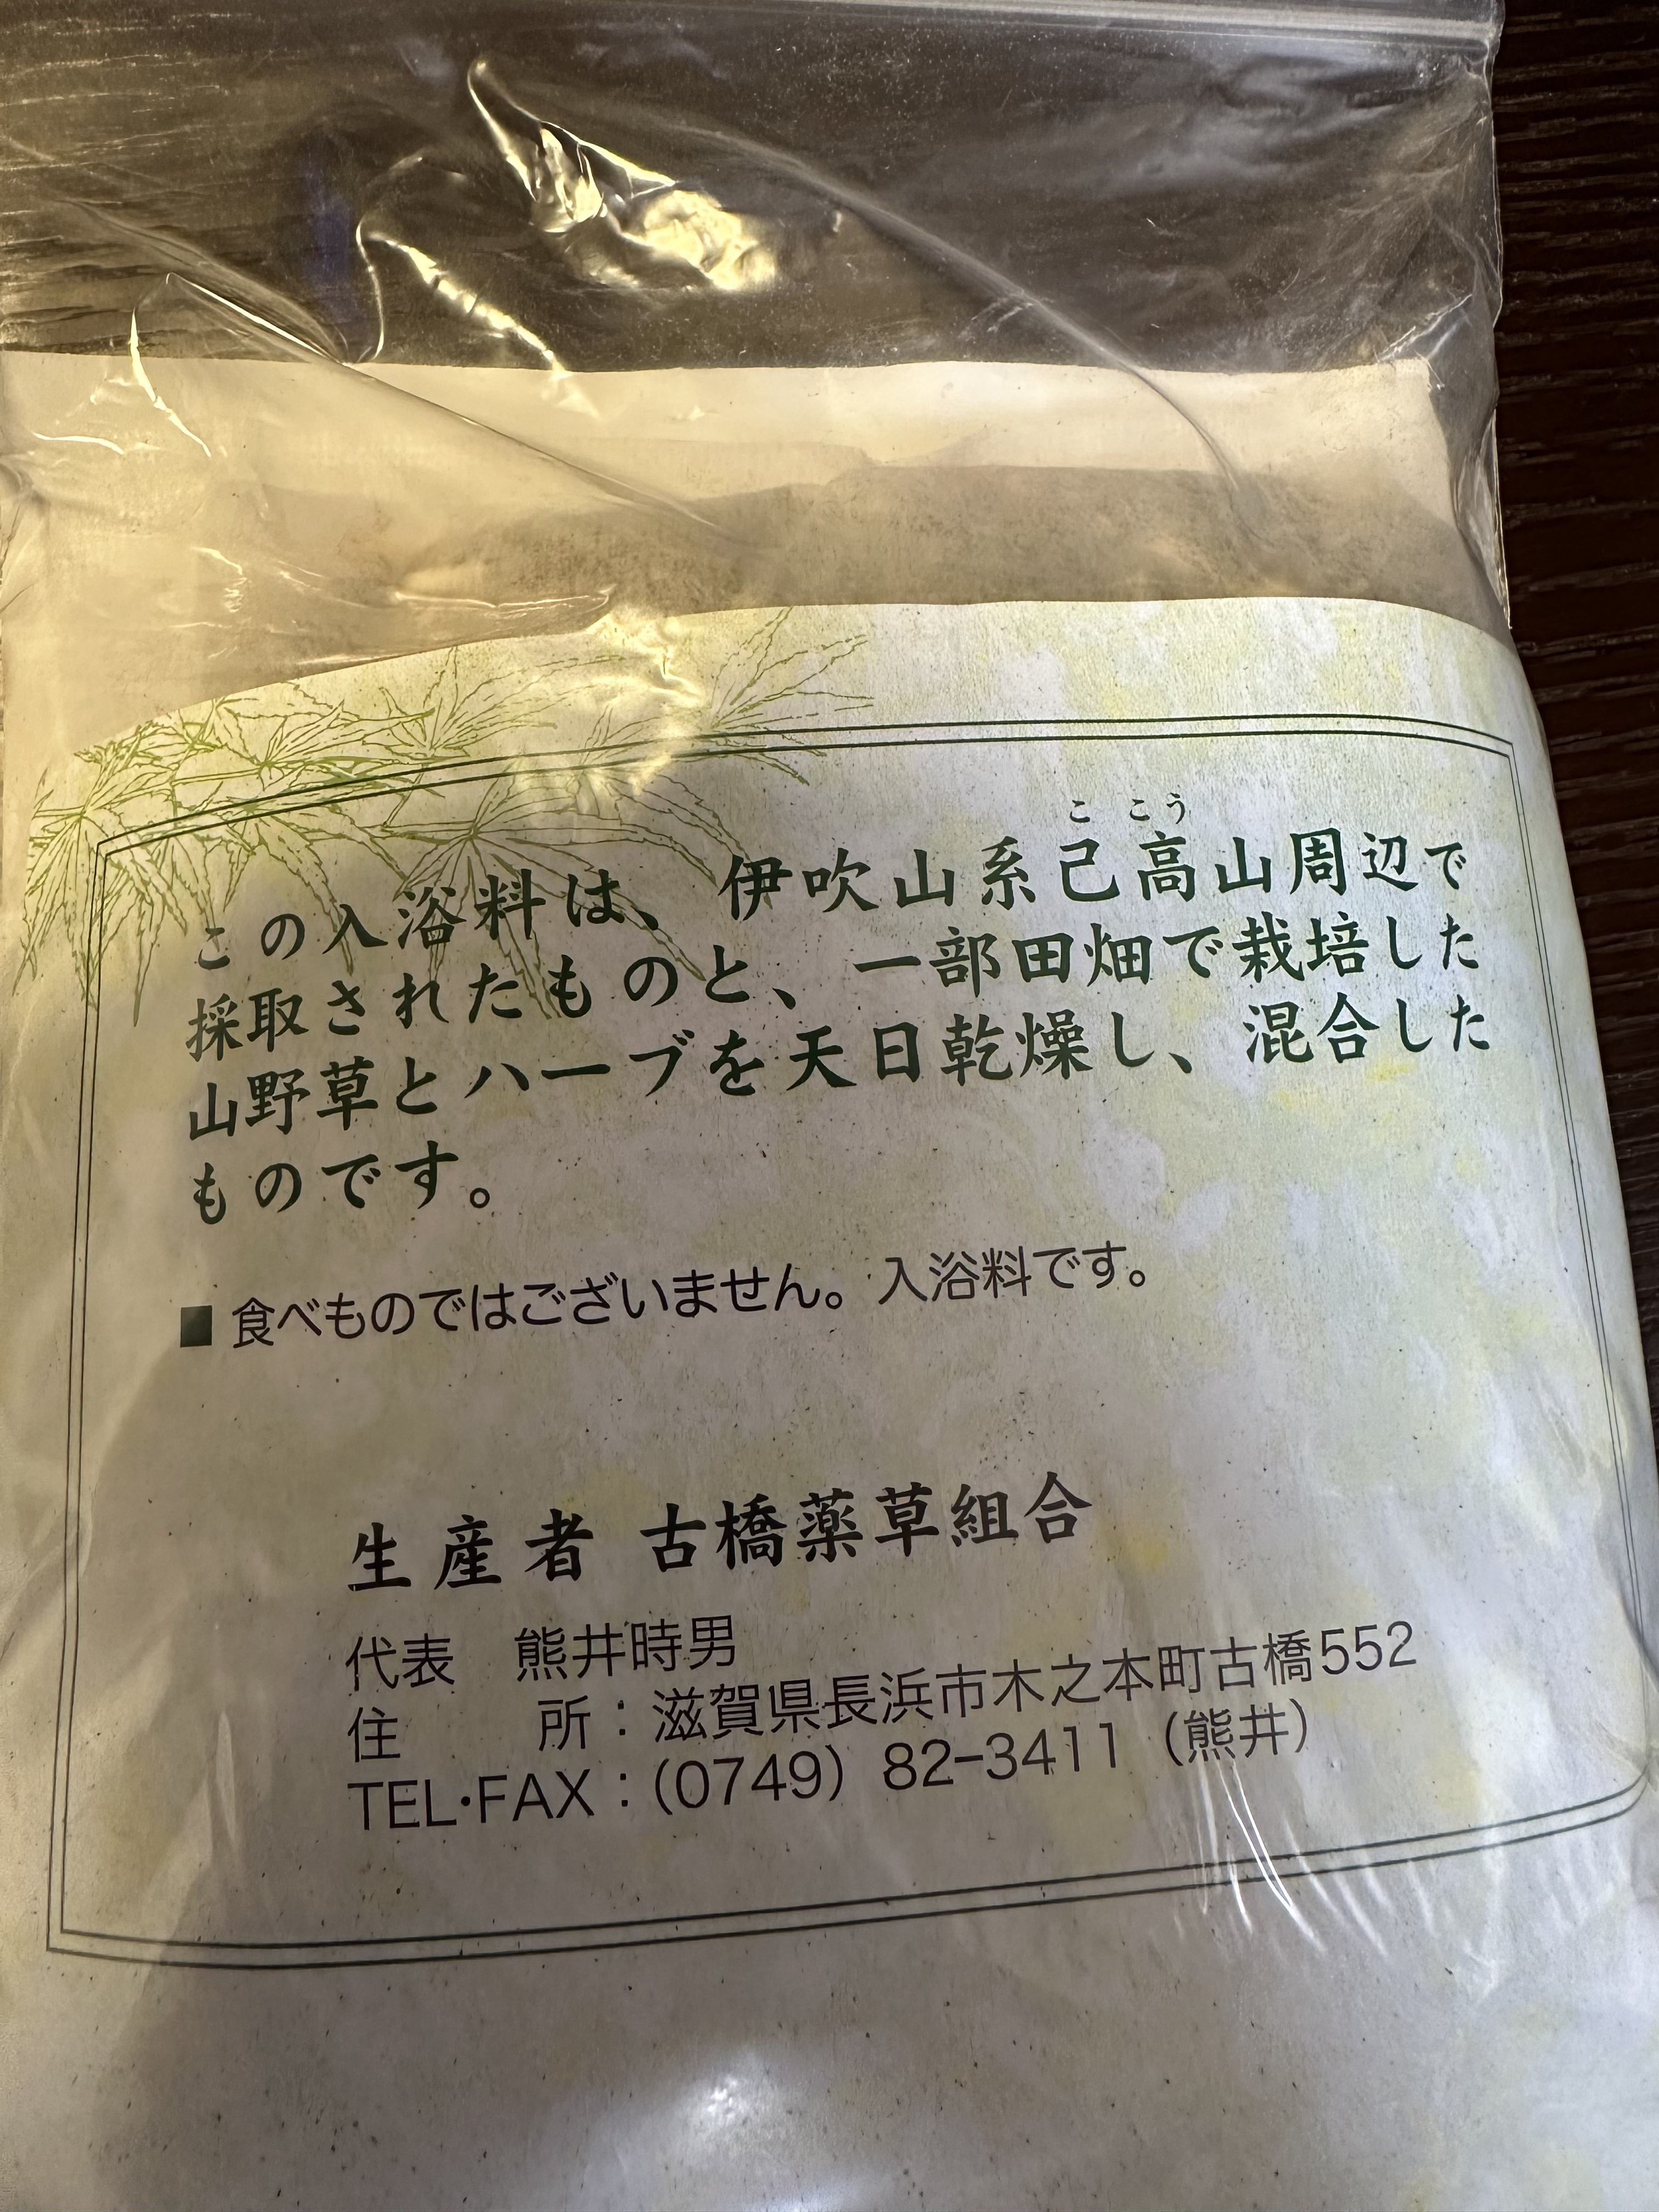 ここう
この入浴料は、伊吹山系己高山周辺で
採取されたものと、一部田畑で栽培した
山野草とハーブを天日乾燥し、混合した
ものです。
■食べものではございません。入浴料です。
生産者 古橋薬草組合
代表 熊井時男
住 所：滋賀県長浜市木之本町古橋552
TEL・FAX：(0749) 82-3411（熊井）